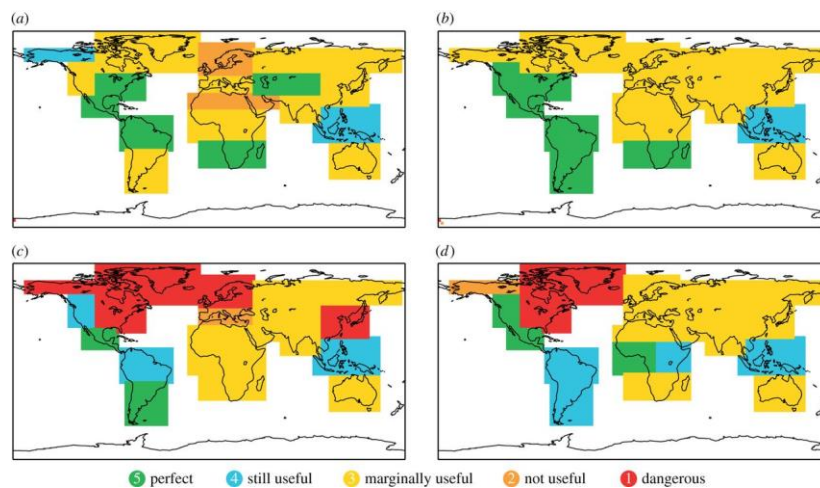 (a)
(b)
(c)
(d)
5 perfect 4 still useful 3 marginally useful 2 not useful 1 dangerous